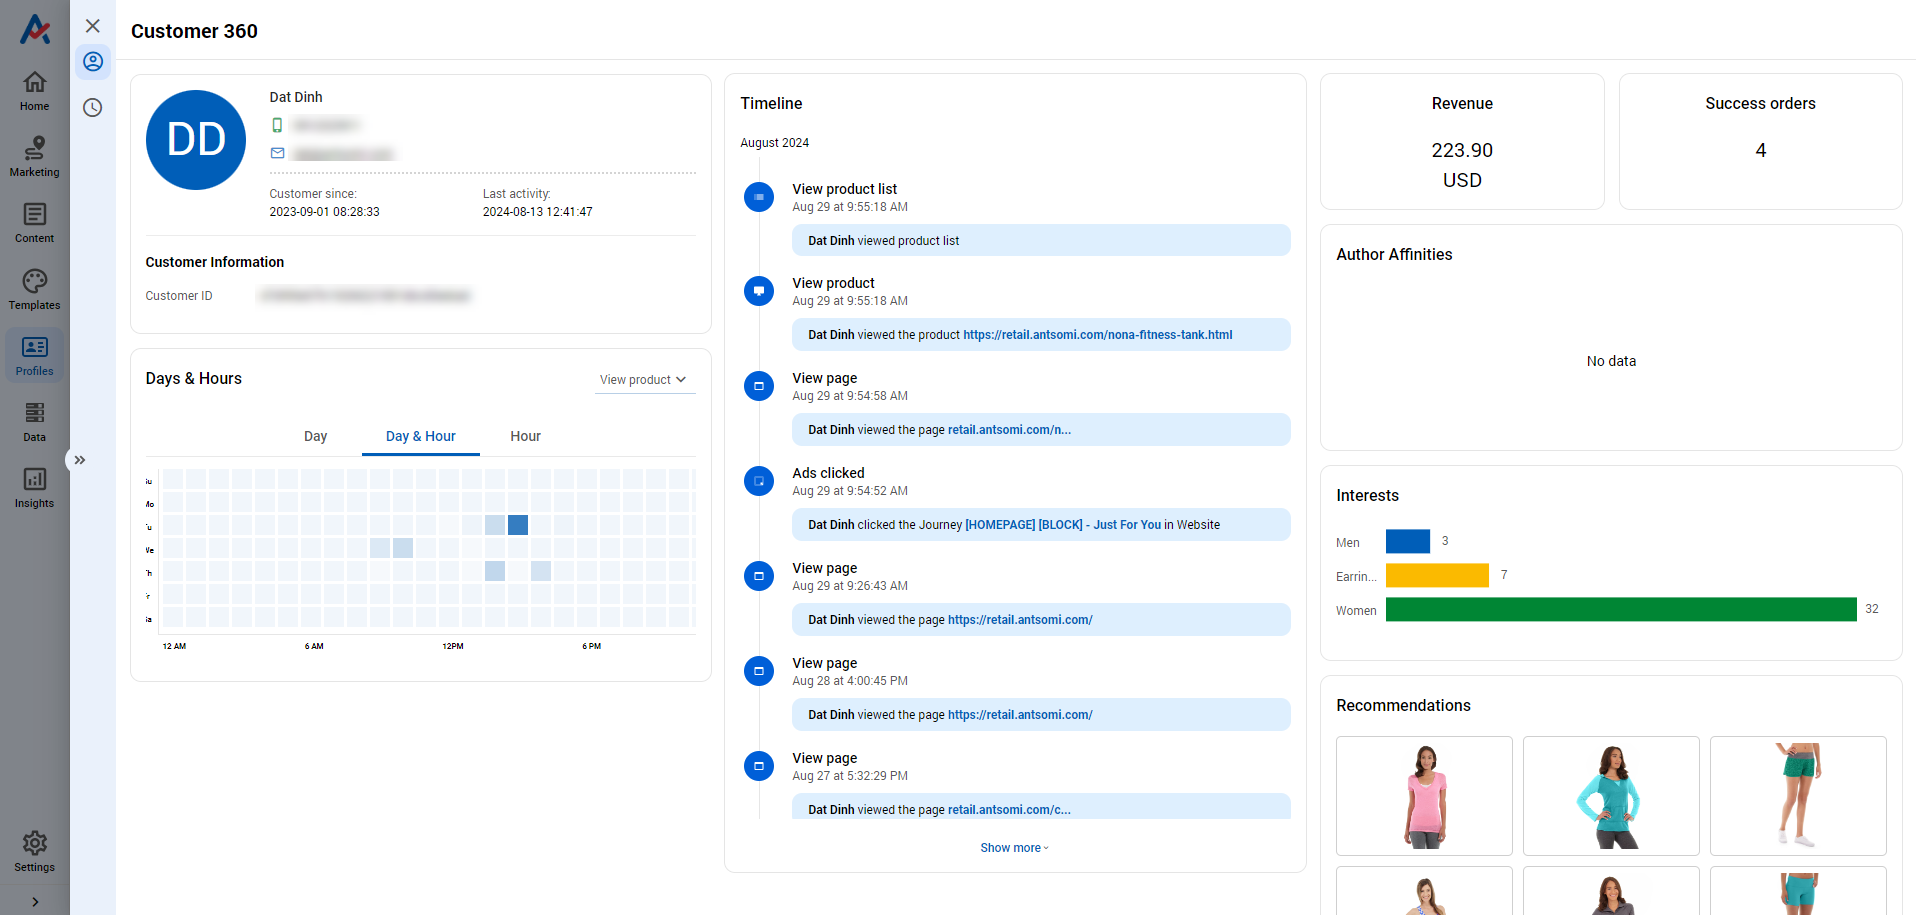 Customer 360
Home
Marketing
Content
Templates
Profiles
Data
Insights
Settings
DD
Dat Dinh
Customer since:
2023-09-01 08:28:33
Last activity:
2024-08-13 12:41:47
Customer Information
Customer ID
Days & Hours
View product
Day
Day & Hour
Hour
Su
Mo
Tu
We
Th
Fr
Sa
12 AM
6 AM
12PM
6 PM
Timeline
August 2024
View product list
Aug 29 at 9:55:18 AM
Dat Dinh viewed product list
View product
Aug 29 at 9:55:18 AM
Dat Dinh viewed the product https://retail.antsomi.com/nona-fitness-tank.html
View page
Aug 29 at 9:54:58 AM
Dat Dinh viewed the page retail.antsomi.com/n...
Ads clicked
Aug 29 at 9:54:52 AM
Dat Dinh clicked the Journey [HOMEPAGE] [BLOCK] - Just For You in Website
View page
Aug 29 at 9:26:43 AM
Dat Dinh viewed the page https://retail.antsomi.com/
View page
Aug 28 at 4:00:45 PM
Dat Dinh viewed the page https://retail.antsomi.com/
View page
Aug 27 at 5:32:29 PM
Dat Dinh viewed the page retail.antsomi.com/c...
Show more
Revenue
223.90
USD
Success orders
4
Author Affinities
No data
Interests
Men 3
Earrin... 7
Women 32
Recommendations